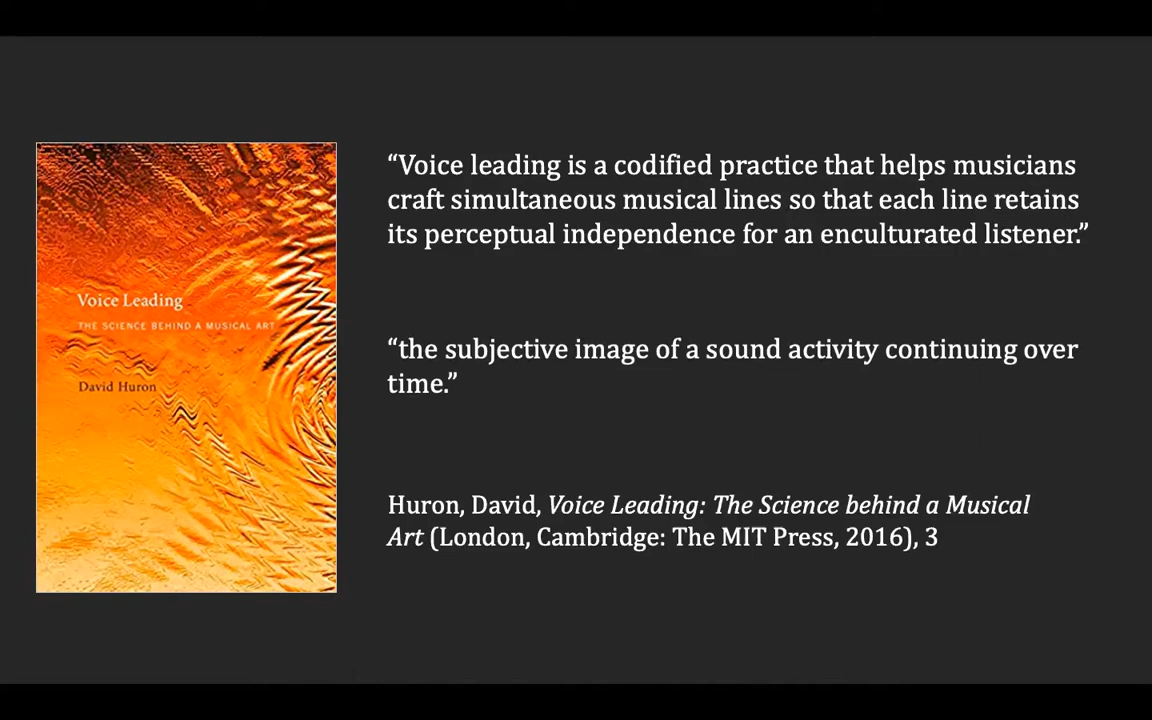 Voice Leading
THE SCIENCE BEHIND A MUSICAL ART
David Huron
“Voice leading is a codified practice that helps musicians
craft simultaneous musical lines so that each line retains
its perceptual independence for an enculturated listener.”
“the subjective image of a sound activity continuing over
time.”
Huron, David, Voice Leading: The Science behind a Musical
Art (London, Cambridge: The MIT Press, 2016), 3